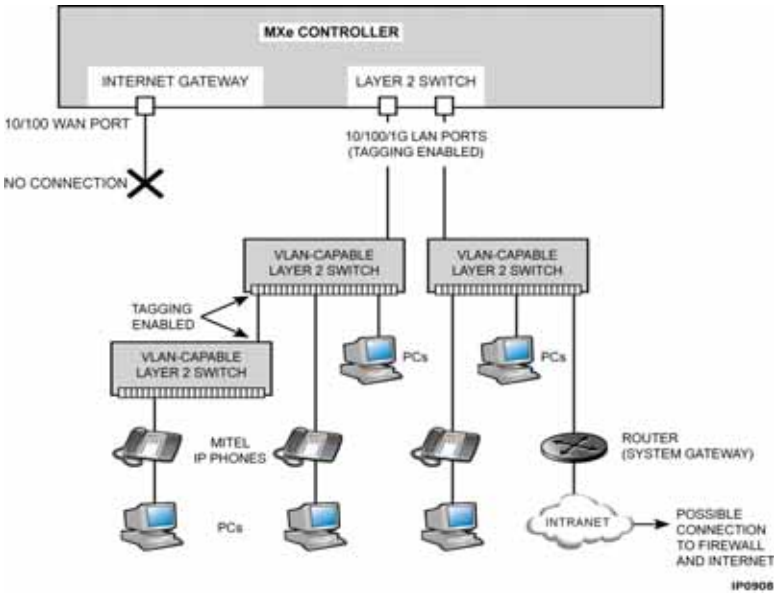 MXe CONTROLLER
INTERNET GATEWAY
LAYER 2 SWITCH
10/100 WAN PORT
10/100/1G LAN PORTS
(TAGGING ENABLED)
NO CONNECTION
VLAN-CAPABLE
LAYER 2 SWITCH
VLAN-CAPABLE
LAYER 2 SWITCH
TAGGING
ENABLED
PCs
PCs
VLAN-CAPABLE
LAYER 2 SWITCH
MITEL
IP PHONES
ROUTER
(SYSTEM GATEWAY)
PCs
INTRANET
POSSIBLE
CONNECTION
TO FIREWALL
AND INTERNET
IP0908